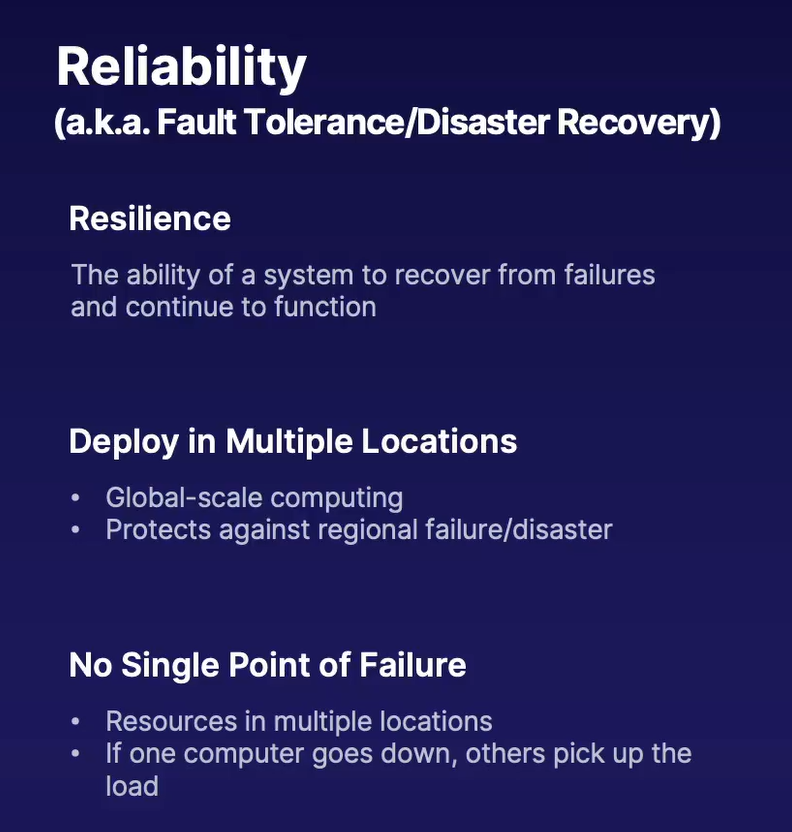 Reliability
(a.k.a. Fault Tolerance/Disaster Recovery)
Resilience
The ability of a system to recover from failures
and continue to function
Deploy in Multiple Locations
• Global-scale computing
• Protects against regional failure/disaster
No Single Point of Failure
• Resources in multiple locations
• If one computer goes down, others pick up the
load